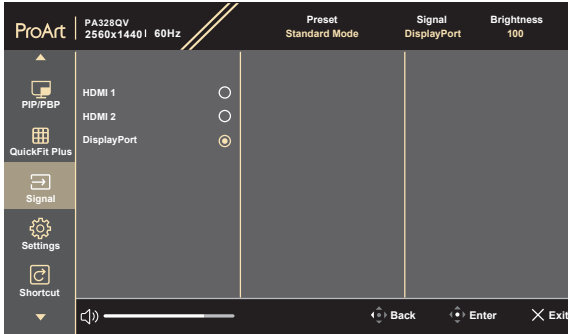 ProArt
PA328QV
2560x1440 60Hz
Preset
Standard Mode
Signal
DisplayPort
Brightness
100
PIP/PBP
QuickFit Plus
Signal
Settings
Shortcut
HDMI 1
HDMI 2
DisplayPort
Back
Enter
Exit